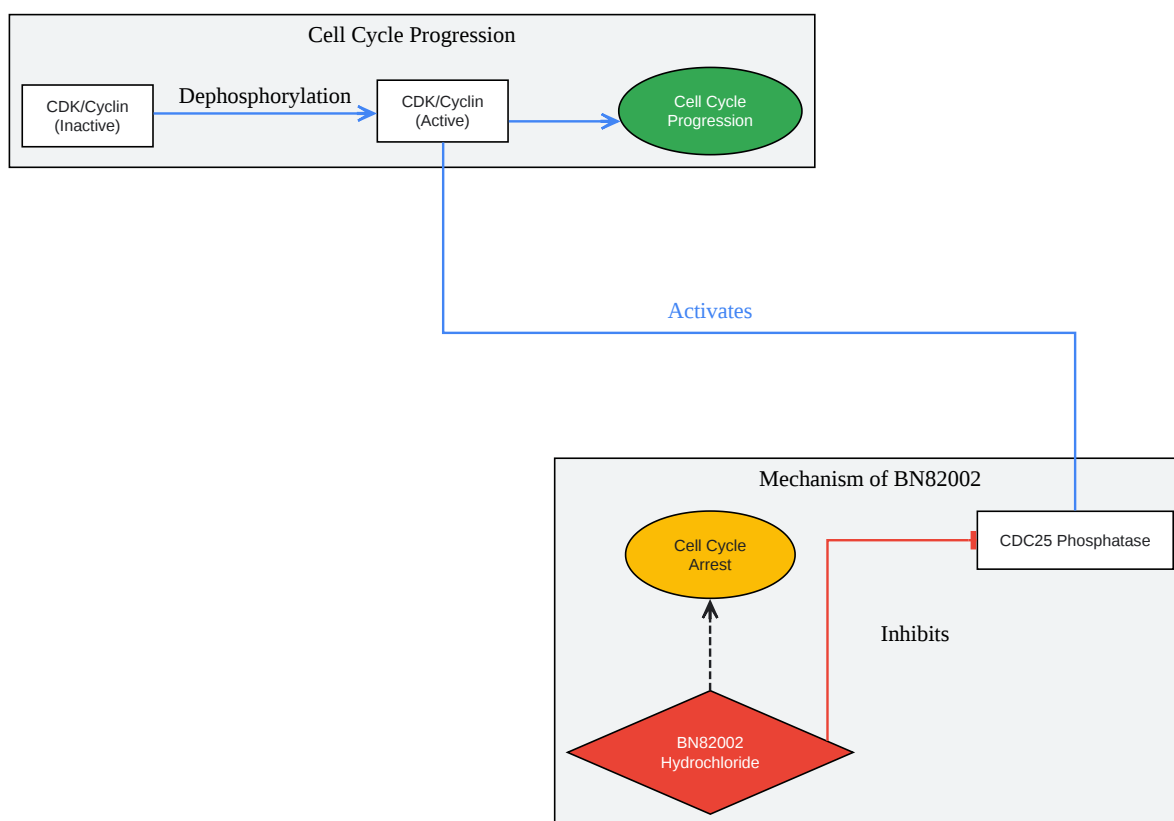 Cell Cycle Progression
CDK/Cyclin
(Inactive)
Dephosphorylation
CDK/Cyclin
(Active)
Cell Cycle
Progression
Activates
Mechanism of BN82002
Cell Cycle
Arrest
CDC25 Phosphatase
Inhibits
BN82002
Hydrochloride